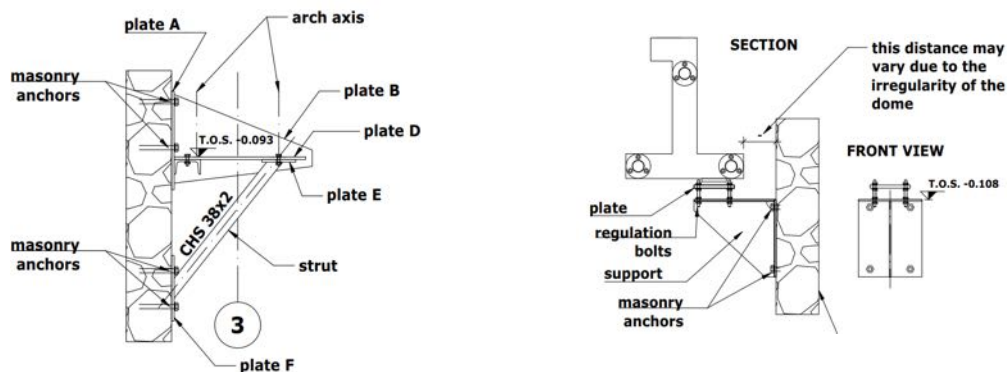 plate A
arch axis
masonry
anchors
plate B
plate D
T.O.S. -0.093
plate E
CHS 38x2
masonry
anchors
strut
3
plate F
SECTION
this distance may
vary due to the
irregularity of the
dome
FRONT VIEW
T.O.S. -0.108
plate
regulation
bolts
support
masonry
anchors